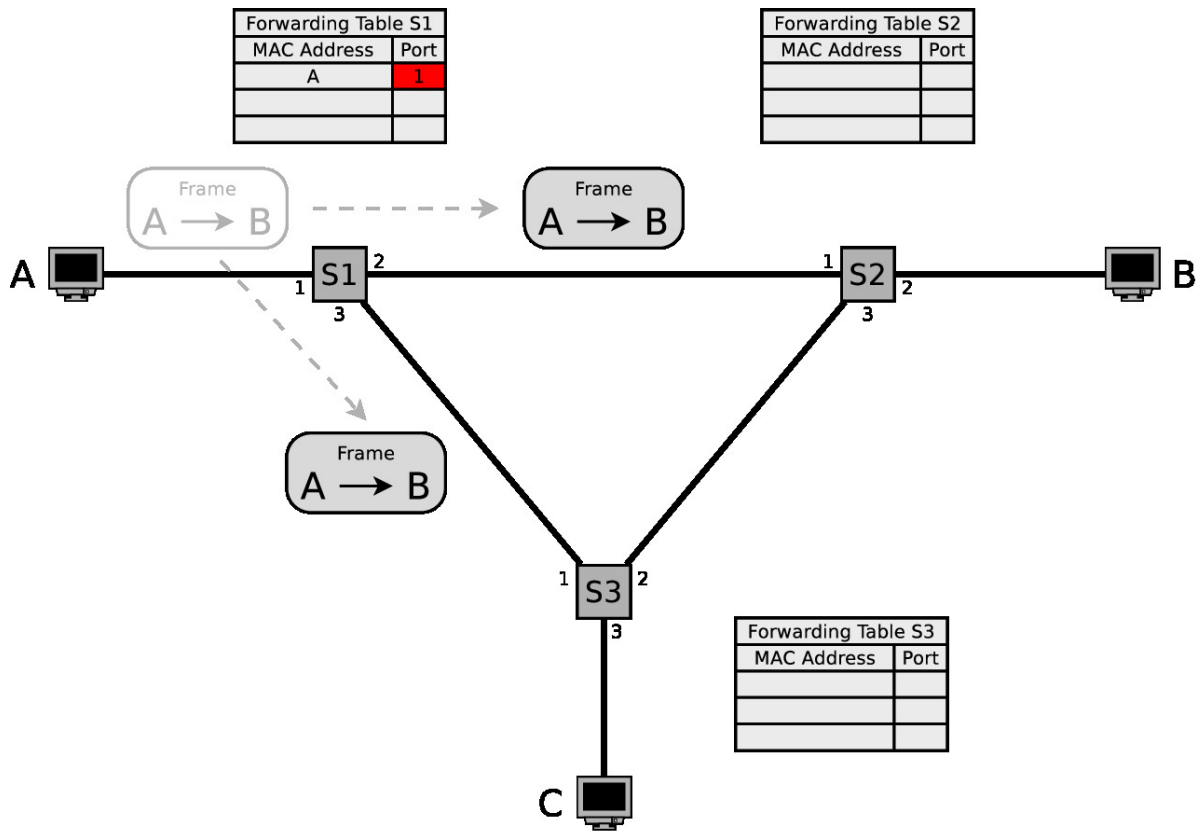 Forwarding Table S1
MAC Address Port
A 1
Forwarding Table S2
MAC Address Port
Frame
A B
Frame
A B
A
S1
1
2
3
S2
1
2
3
B
Frame
A B
S3
1
2
3
Forwarding Table S3
MAC Address Port
C